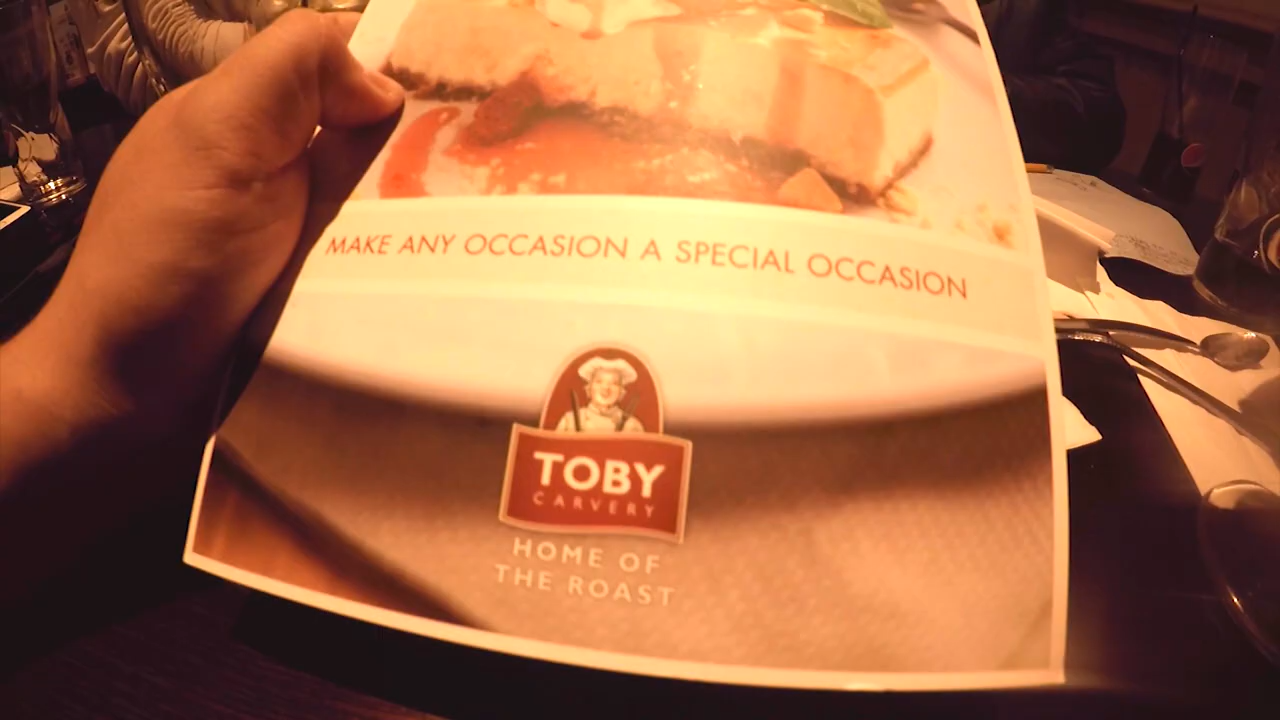 MAKE ANY OCCASION A SPECIAL OCCASION
TOBY
CARVERY
HOME OF
THE ROAST